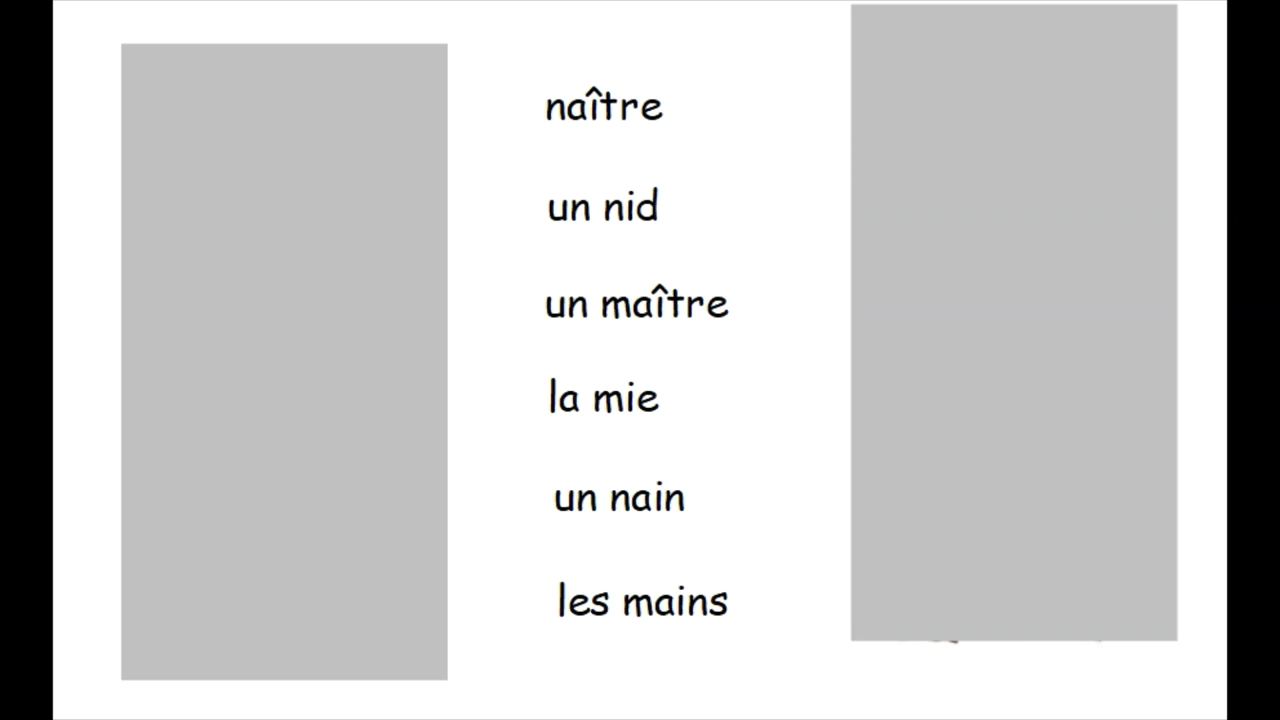 naître
un nid
un maître
la mie
un nain
les mains